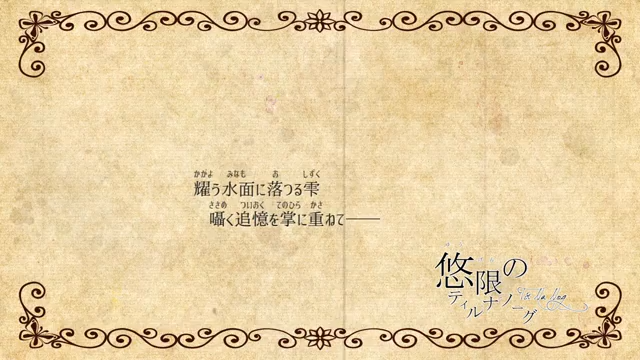 耀う水面に落つる雫
囁く追憶を掌に重ねて――
悠限の
ティルナノーグ